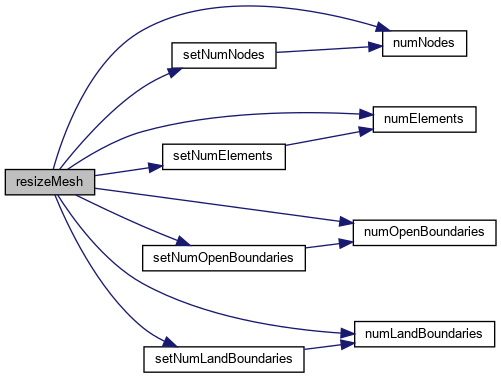 numNodes
setNumNodes
numElements
setNumElements
resizeMesh
numOpenBoundaries
setNumOpenBoundaries
numLandBoundaries
setNumLandBoundaries